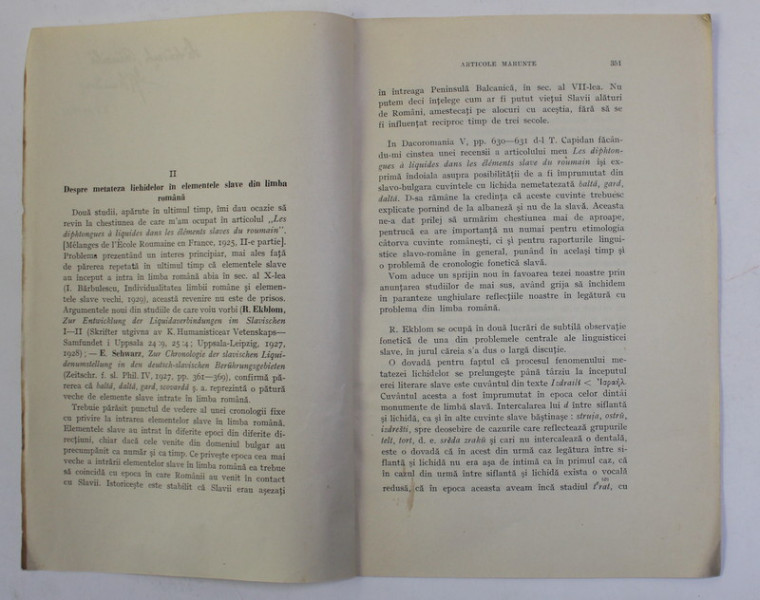 II
Despre metateza lichidelor în elementele slave din limba
română
Două studii, apărute în ultimul timp, îmi dau ocazie să
revin la chestiunea de care m'am ocupat în articolul „Les
diphtongues à liquides dans les éléments slaves du roumain",
[Mélanges de l'École Roumaine en France, 1925, II-e partie].
Problema prezentând un interes principiar, mai ales față
de părerea repetată în ultimul timp că elementele slave
au început a intra în limba română abia în sec. al X-lea
(I. Bărbulescu, Individualitatea limbii române și elemen-
tele slave vechi, 1929), această revenire nu este de prisos.
Argumentele noui din studiile de care voiu vorbi (R. Ekblom,
Zur Entwicklung der Liquidaverbindungen im Slavischen
I—II (Skrifter utgivna av K. Humanisticsar Vetenskaps—
Samfundet i Uppsala 24:9, 25:4; Uppsala-Leipzig, 1927,
1928); — E. Schwarz, Zur Chronologie der slavischen Liqui-
denumstellung in den deutsch-slavischen Berührungsgebieten
(Zeitschr. f. sl. Phil. IV, 1927, pp. 361—369), confirmă pă-
rerea că baltă, daltă, gard, ș. a. reprezintă o pătură
veche de elemente slave intrate în limba română.
Trebuie părăsit punctul de vedere al unei cronologii fixe
cu privire la intrarea elementelor slave în limba română.
Elementele slave au intrat în diferite epoci din diferite di-
recțiuni, chiar dacă cele venite din domeniul bulgar au
precumpănit ca număr și ca timp. Ce privește epoca cea mai
veche a intrării elementelor slave în limba română ea trebue
să coincidă cu epoca in care Românii au venit în contact
cu Slavii. Istoricește este stabilit că Slavii erau așezați
ARTICOLE MARUNTE 351
în întreaga Peninsulă Balcanică, în sec. al VII-lea. Nu
putem deci înțelege cum ar fi putut viețui Slavii alături
de Români, amestecați pe alocuri cu aceștia, fără să se
fi influențat reciproc timp de trei secole.
In Dacoromania V, pp. 630—631 d-l T. Capidan făcân-
du-mi cinstea unei recensii a articolului meu Les diphton-
gues à liquides dans les éléments slave du roumain își ex-
primă îndoiala asupra posibilității de a fi împrumutat din
slavo-bulgara cuvintele cu lichida nemetatezată baltă, gard,
daltă. D-sa rămâne la credința că aceste cuvinte trebuesc
explicate pornind de la albaneză și nu de la slavă. Aceasta
ne-a dat prilej să urmărim chestiunea mai de aproape,
pentrucă ea are importanță nu numai pentru etimologia
câtorva cuvinte românești, ci și pentru raporturile lingui-
stice slavo-române în general, punând în același timp și
o problemă de cronologie fonetică slavă.
Vom aduce un sprijin nou în favoarea tezei noastre prin
anunțarea studiilor de mai sus, având grija să închidem
în paranteze unghiulare reflecțiile noastre în legătură cu
problema din limba română.
R. Ekblom se ocupă în două lucrări de subtilă observație
fonetică de una din problemele centrale ale linguisticei
slave, în jurul căreia s'a dus o largă discuție.
O dovadă pentru faptul că procesul fenomenului me-
tatezei lichidelor se prelungește până târziu la începutul
erei literare slave este cuvântul din texte Izdrailĭ < Ἰσραήλ.
Cuvântul acesta a fost împrumutat în epoca celor dintâi
monumente de limbă slavă. Intercalarea lui d între siflantă
și lichidă, ca și în alte cuvinte slave băștinașe: struja, ostrŭ,
izdrešti, spre deosebire de cazurile care reflectează grupurile
telt, tort, d. e. srěda zrakŭ și cari nu intercalează o dentală,
este o dovadă că în acest din urmă caz legătura între si-
flantă și lichidă nu era așa de intimă ca în primul caz, că
în cazul din urmă între siflantă și lichidă exista o vocală
redusă, că în epoca aceasta aveam încă stadiul tᵉrat, cu